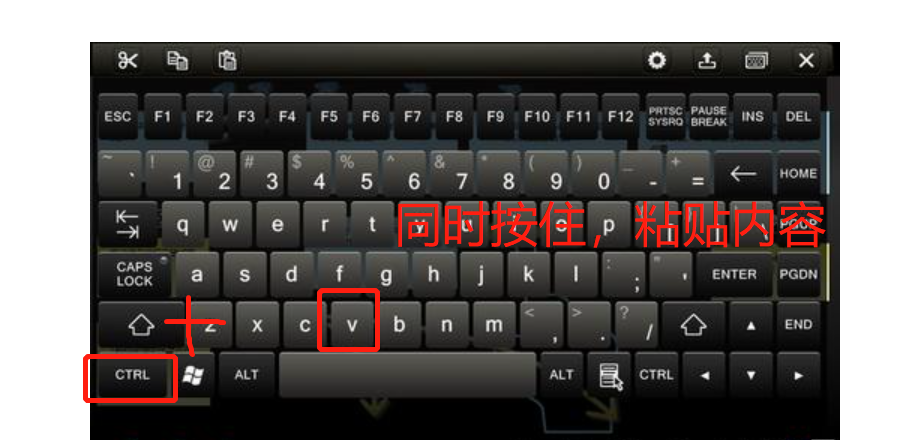 ESC F1 F2 F3 F4 F5 F6 F7 F8 F9 F10 F11 F12 PRTSC SYSRQ PAUSE BREAK INS DEL
~ ` ! 1 @ 2 # 3 $ 4 % 5 ^ 6 & 7 * 8 ( 9 ) 0 _ - + = ← HOME
q w e r t y u i o p [ ] \ PGUP
同时按住，粘贴内容
CAPS LOCK a s d f g h j k l : ; " ' ENTER PGDN
z x c v b n m < , > . ? / END
CTRL ALT ALT CTRL